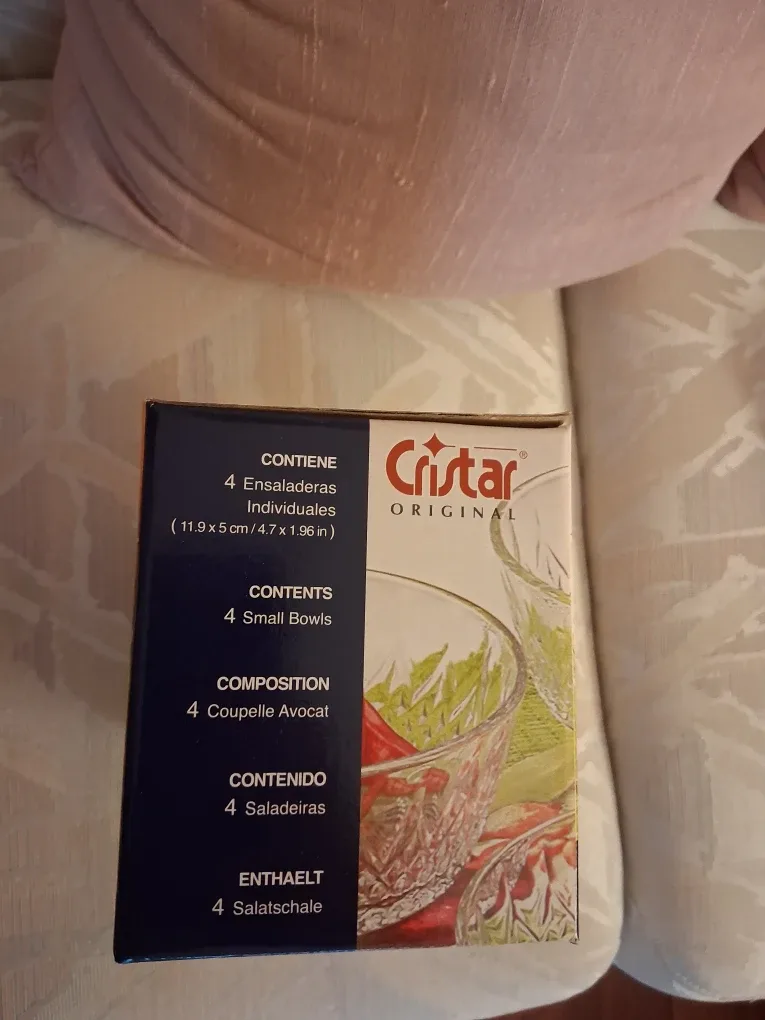 CONTIENE
4 Ensaladeras
Individuales
( 11.9 x 5 cm / 4.7 x 1.96 in )
CONTENTS
4 Small Bowls
COMPOSITION
4 Coupelle Avocat
CONTENIDO
4 Saladeiras
ENTHAELT
4 Salatschale
Cristar®
ORIGINAL